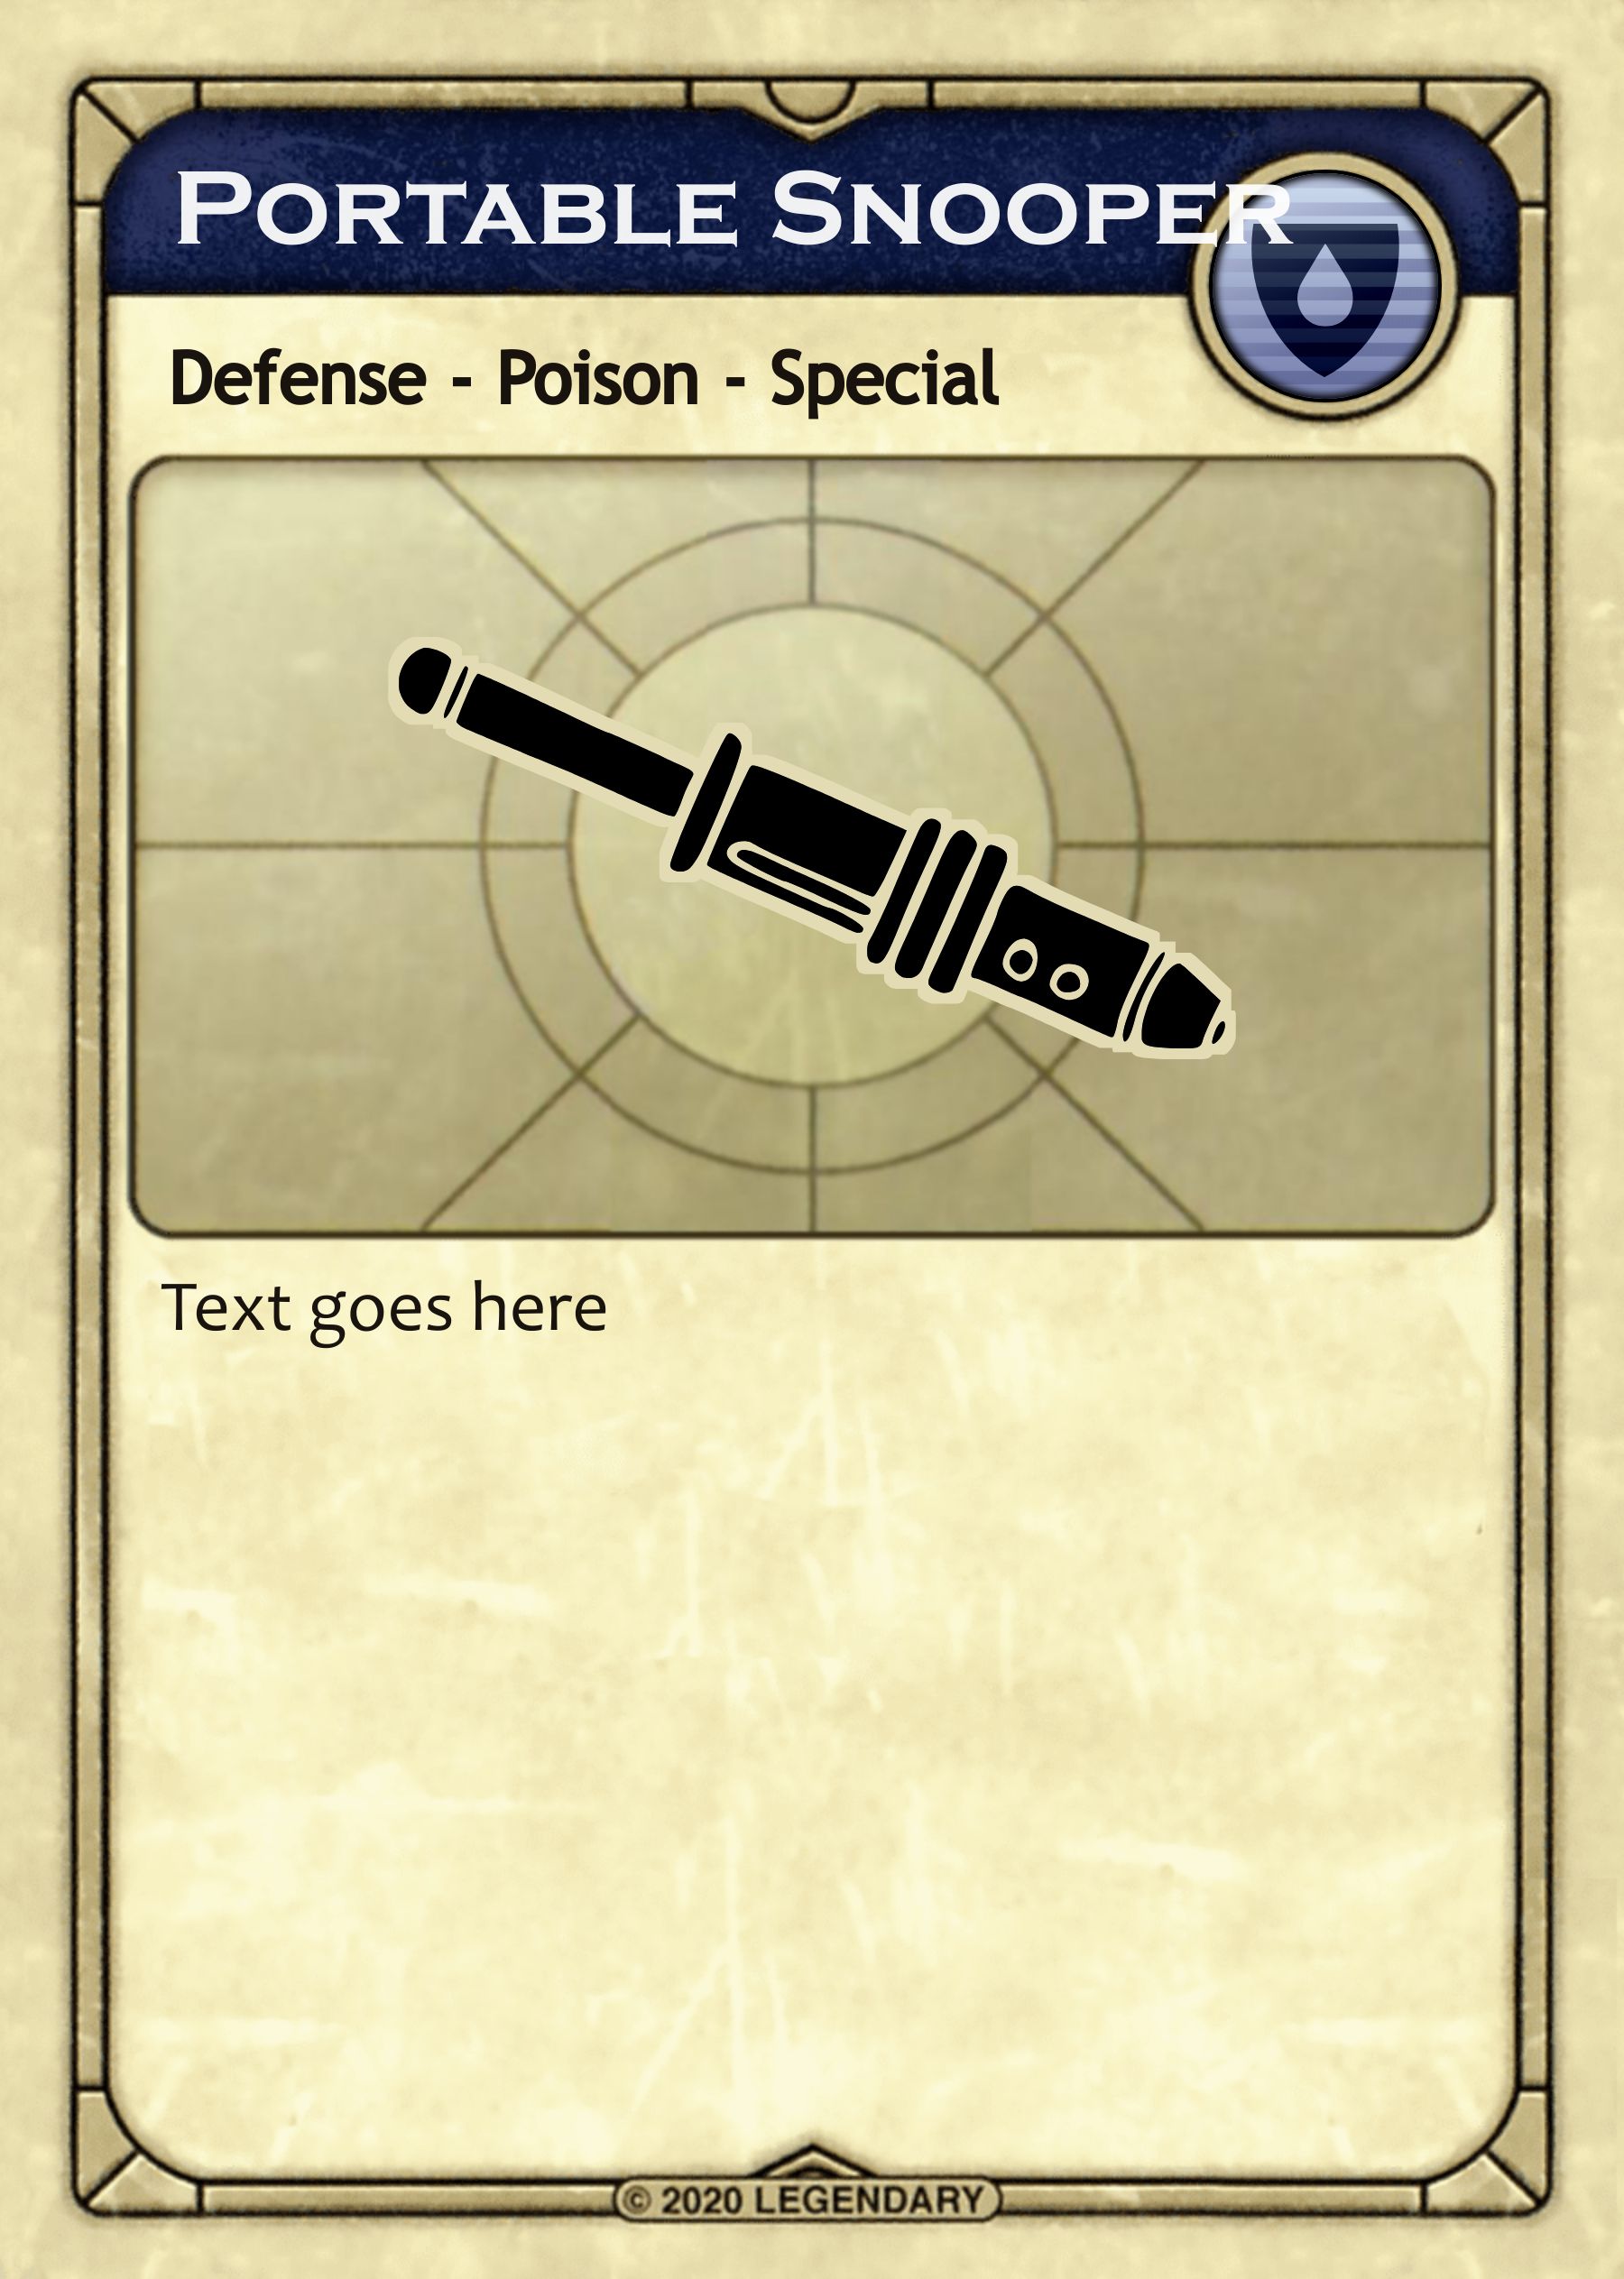 Portable Snooper
Defense - Poison - Special
Text goes here
© 2020 LEGENDARY